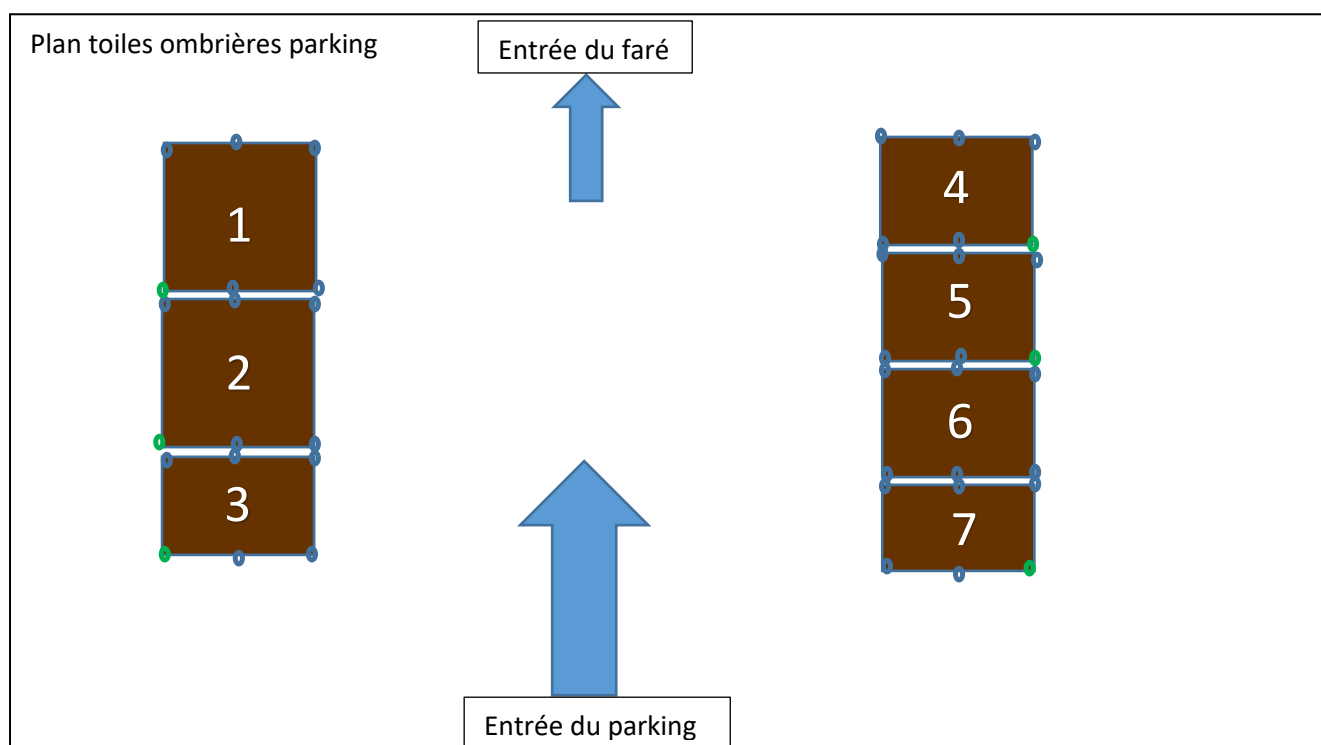 Plan toiles ombrières parking
Entrée du faré
1
4
5
2
6
3
7
Entrée du parking